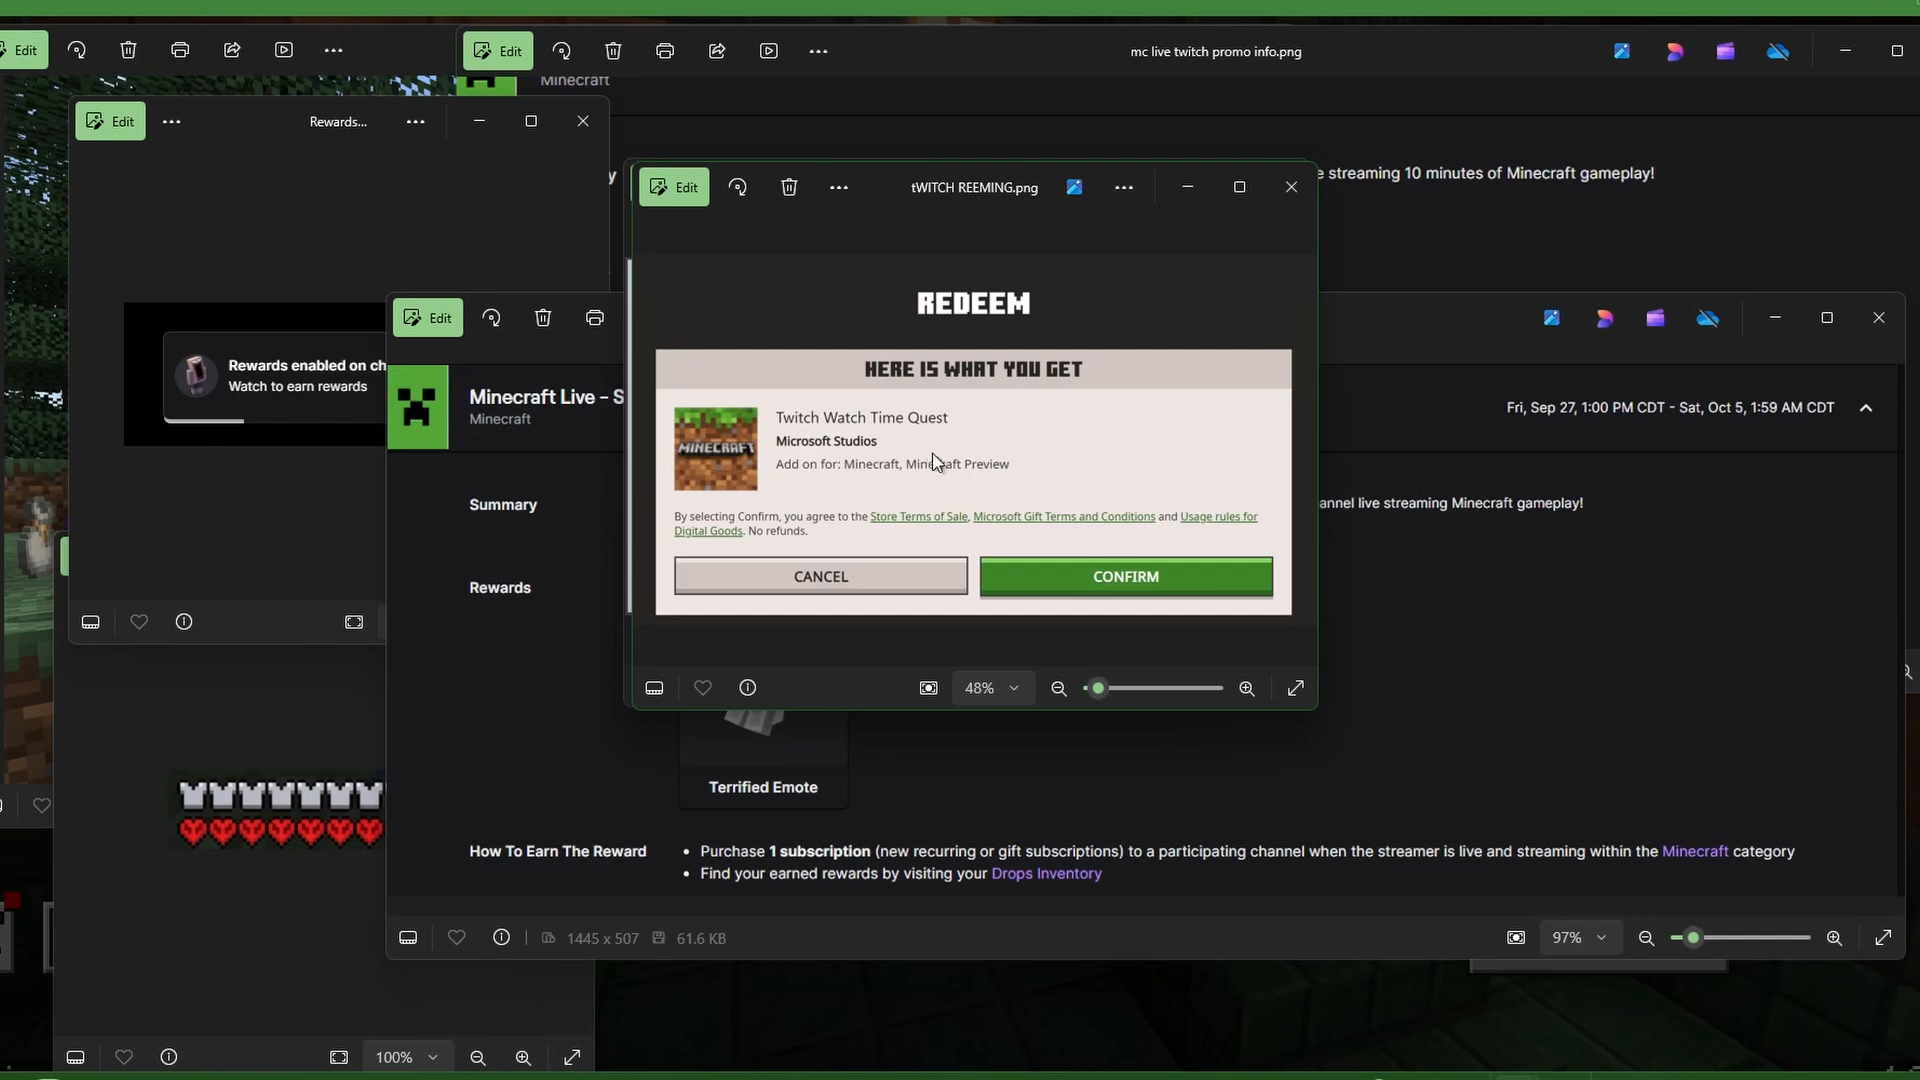 Edit
Edit
mc live twitch promo info.png
Minecraft
Edit
Rewards...
y
e streaming 10 minutes of Minecraft gameplay!
Edit
tWITCH REEMING.png
REDEEM
HERE IS WHAT YOU GET
Twitch Watch Time Quest
Microsoft Studios
Add on for: Minecraft, Minecraft Preview
MINECRAFT
By selecting Confirm, you agree to the Store Terms of Sale, Microsoft Gift Terms and Conditions and Usage rules for
Digital Goods. No refunds.
CANCEL
CONFIRM
48%
Rewards enabled on ch
Watch to earn rewards
Edit
Minecraft Live - S
Minecraft
Fri, Sep 27, 1:00 PM CDT - Sat, Oct 5, 1:59 AM CDT
Summary
annel live streaming Minecraft gameplay!
Rewards
Terrified Emote
How To Earn The Reward
• Purchase 1 subscription (new recurring or gift subscriptions) to a participating channel when the streamer is live and streaming within the Minecraft category
• Find your earned rewards by visiting your Drops Inventory
1445 x 507
61.6 KB
97%
100%